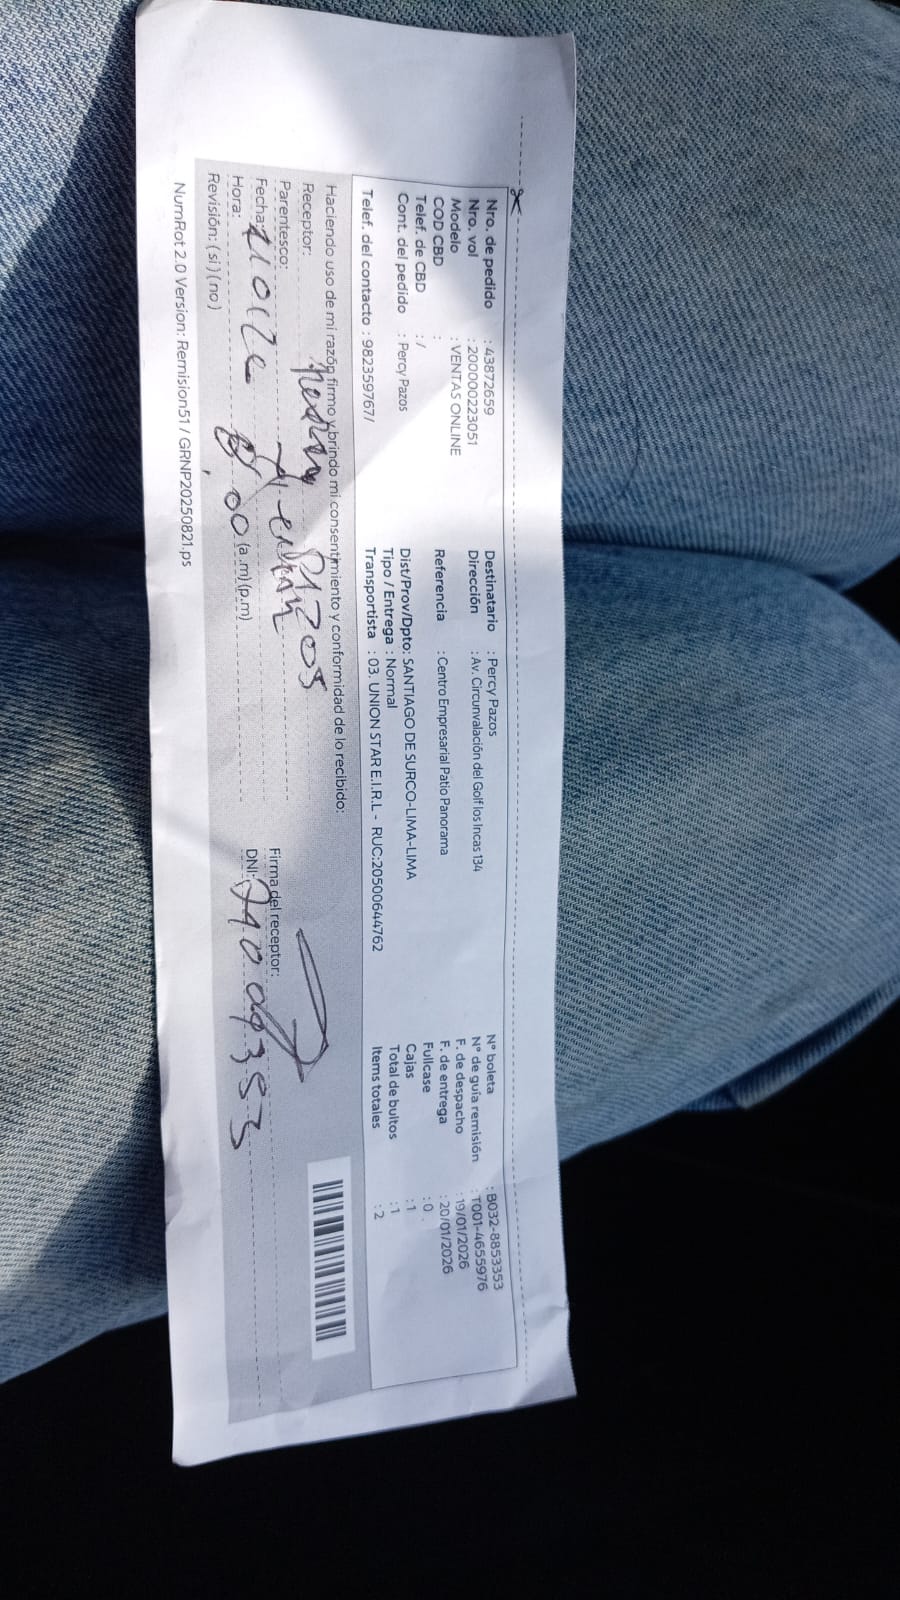 Nro. de pedido : 43872659
Nro. vol : 200000223051
Modelo : VENTAS ONLINE
COD CBD :
Telef. de CBD : /
Cont. del pedido : Percy Pazos
Telef. del contacto : 982359767/
Destinatario : Percy Pazos
Dirección : Av. Circunvalación del Golf los Incas 134
Referencia : Centro Empresarial Patio Panorama
Dist/Prov/Dpto: SANTIAGO DE SURCO-LIMA-LIMA
Tipo / Entrega : Normal
Transportista : 03. UNION STAR E.I.R.L - RUC:20500644762
N° boleta : B032-8853353
N° de guía remisión : T001-4655976
F. de despacho : 19/01/2026
F. de entrega : 20/01/2026
Fullcase : 0
Cajas : 1
Total de bultos : 1
Items totales : 2
Haciendo uso de mi razón firmo y brindo mi consentimiento y conformidad de lo recibido:
Receptor: Pazos
Parentesco:
Fecha:
Hora: 00 (a.m) (p.m)
Revisión: (si) (no)
Firma del receptor:
DNI:
NumRot 2.0 Version: Remision51 / GRNP20250821.ps